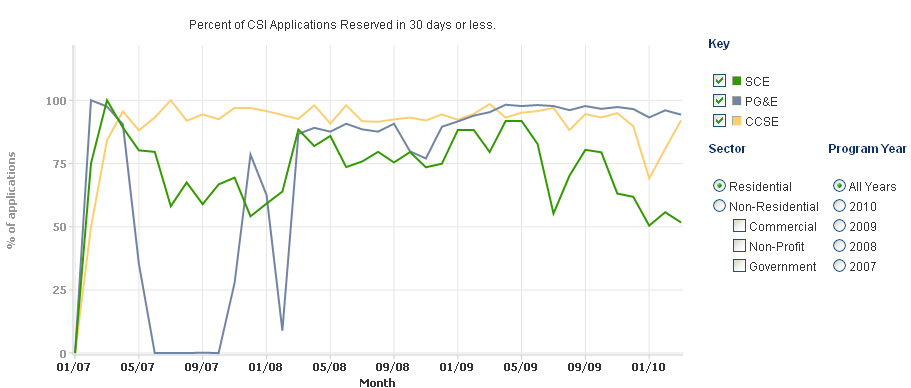 Percent of CSI Applications Reserved in 30 days or less.
Key
SCE
PG&E
CCSE
Sector Program Year
Residential All Years
Non-Residential 2010
Commercial 2009
Non-Profit 2008
Government 2007
% of applications
100
75
50
25
0
01/07 05/07 09/07 01/08 05/08 09/08 01/09 05/09 09/09 01/10
Month